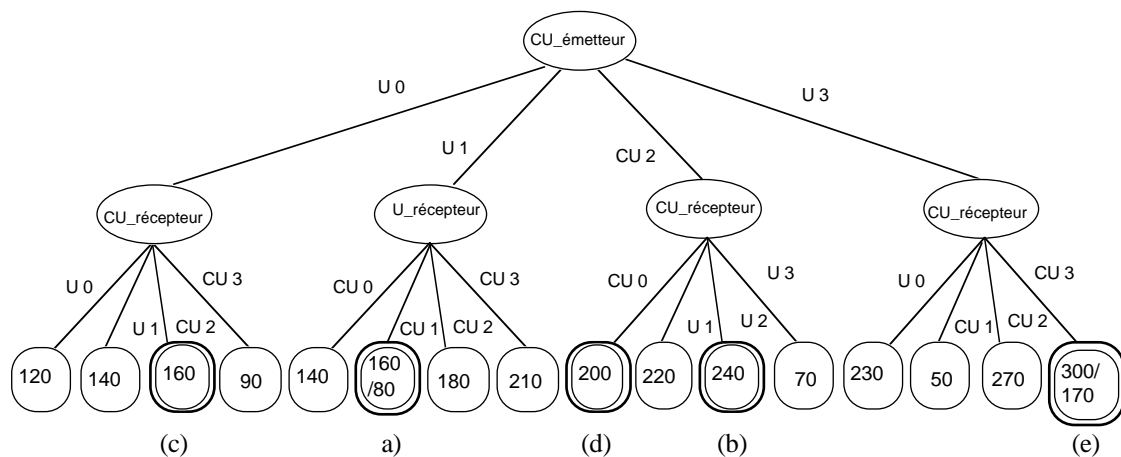 CU_émetteur
U 0
U 1
CU 2
U 3
CU_récepteur
U_récepteur
CU_récepteur
CU_récepteur
U 0
U 1
CU 2
CU 3
CU 0
CU 1
CU 2
CU 3
CU 0
U 1
U 2
U 3
U 0
CU 1
CU 2
CU 3
120
140
160
90
140
160
/80
180
210
200
220
240
70
230
50
270
300/
170
(c)
a)
(d)
(b)
(e)